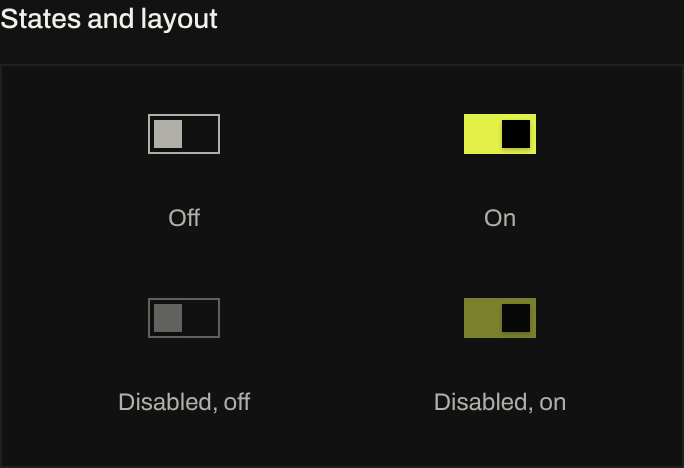 States and layout
Off
On
Disabled, off
Disabled, on